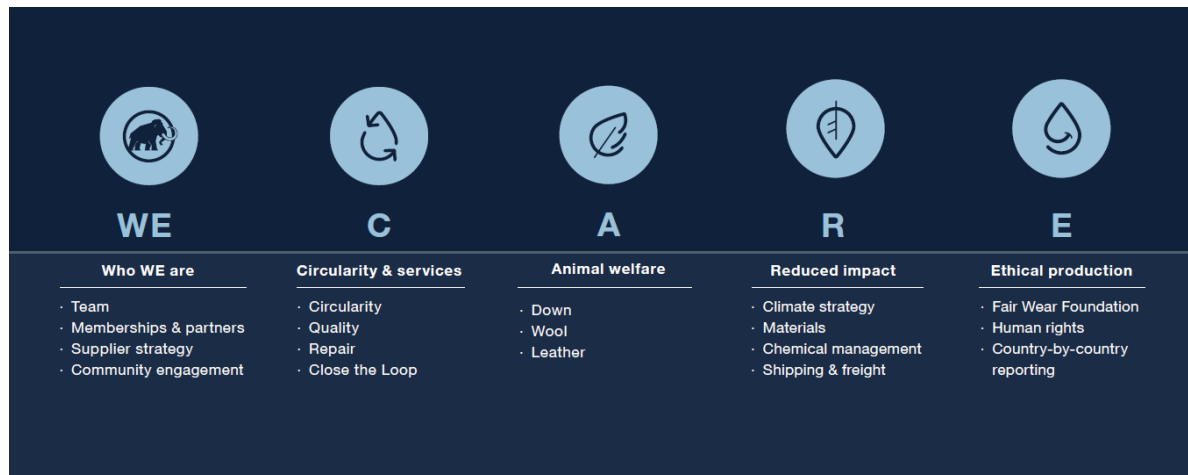 WE
C
A
R
E
Who WE are
· Team
· Memberships & partners
· Supplier strategy
· Community engagement
Circularity & services
· Circularity
· Quality
· Repair
· Close the Loop
Animal welfare
· Down
· Wool
· Leather
Reduced impact
· Climate strategy
· Materials
· Chemical management
· Shipping & freight
Ethical production
· Fair Wear Foundation
· Human rights
· Country-by-country
reporting